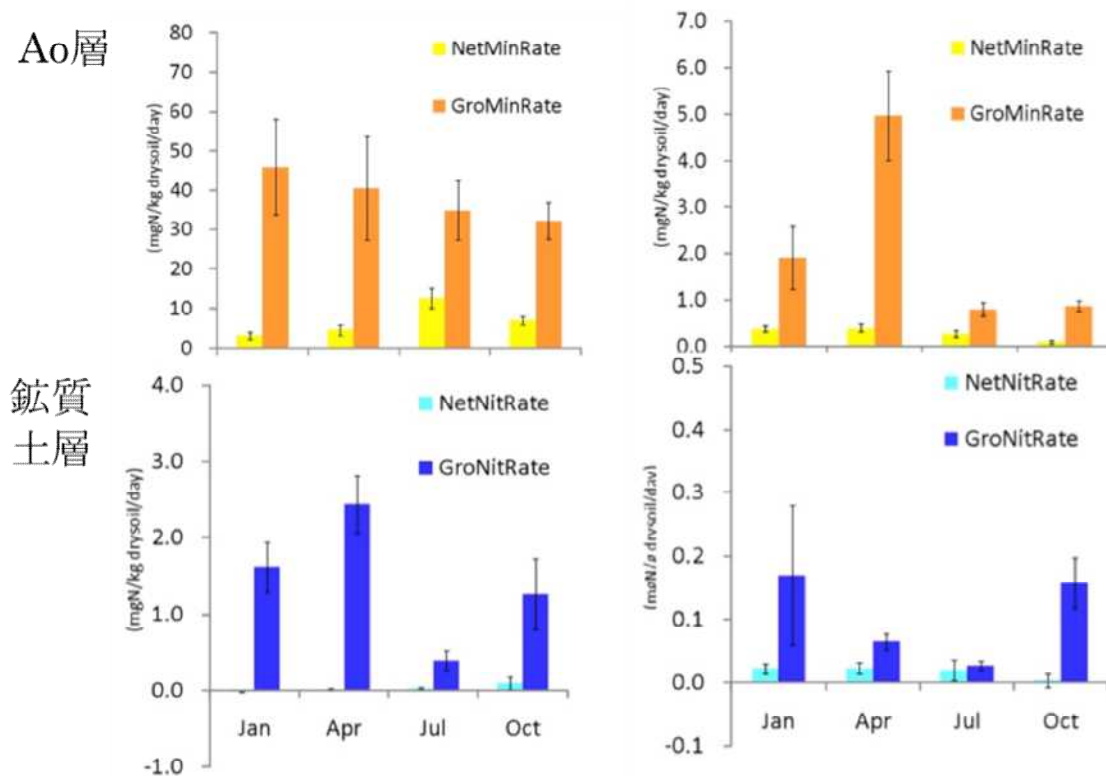 Ao層
80
70
60
50
40
30
20
10
0
(mgN/kg drysoil/day)
NetMinRate
GroMinRate
7.0
6.0
5.0
4.0
3.0
2.0
1.0
0.0
(mgN/kg drysoil/day)
NetMinRate
GroMinRate
鉱質
土層
4.0
3.0
2.0
1.0
0.0
-1.0
(mgN/kg drysoil/day)
NetNitRate
GroNitRate
Jan Apr Jul Oct
0.5
0.4
0.3
0.2
0.1
0.0
-0.1
drysoil/day)
NetNitRate
GroNitRate
Jan Apr Jul Oct